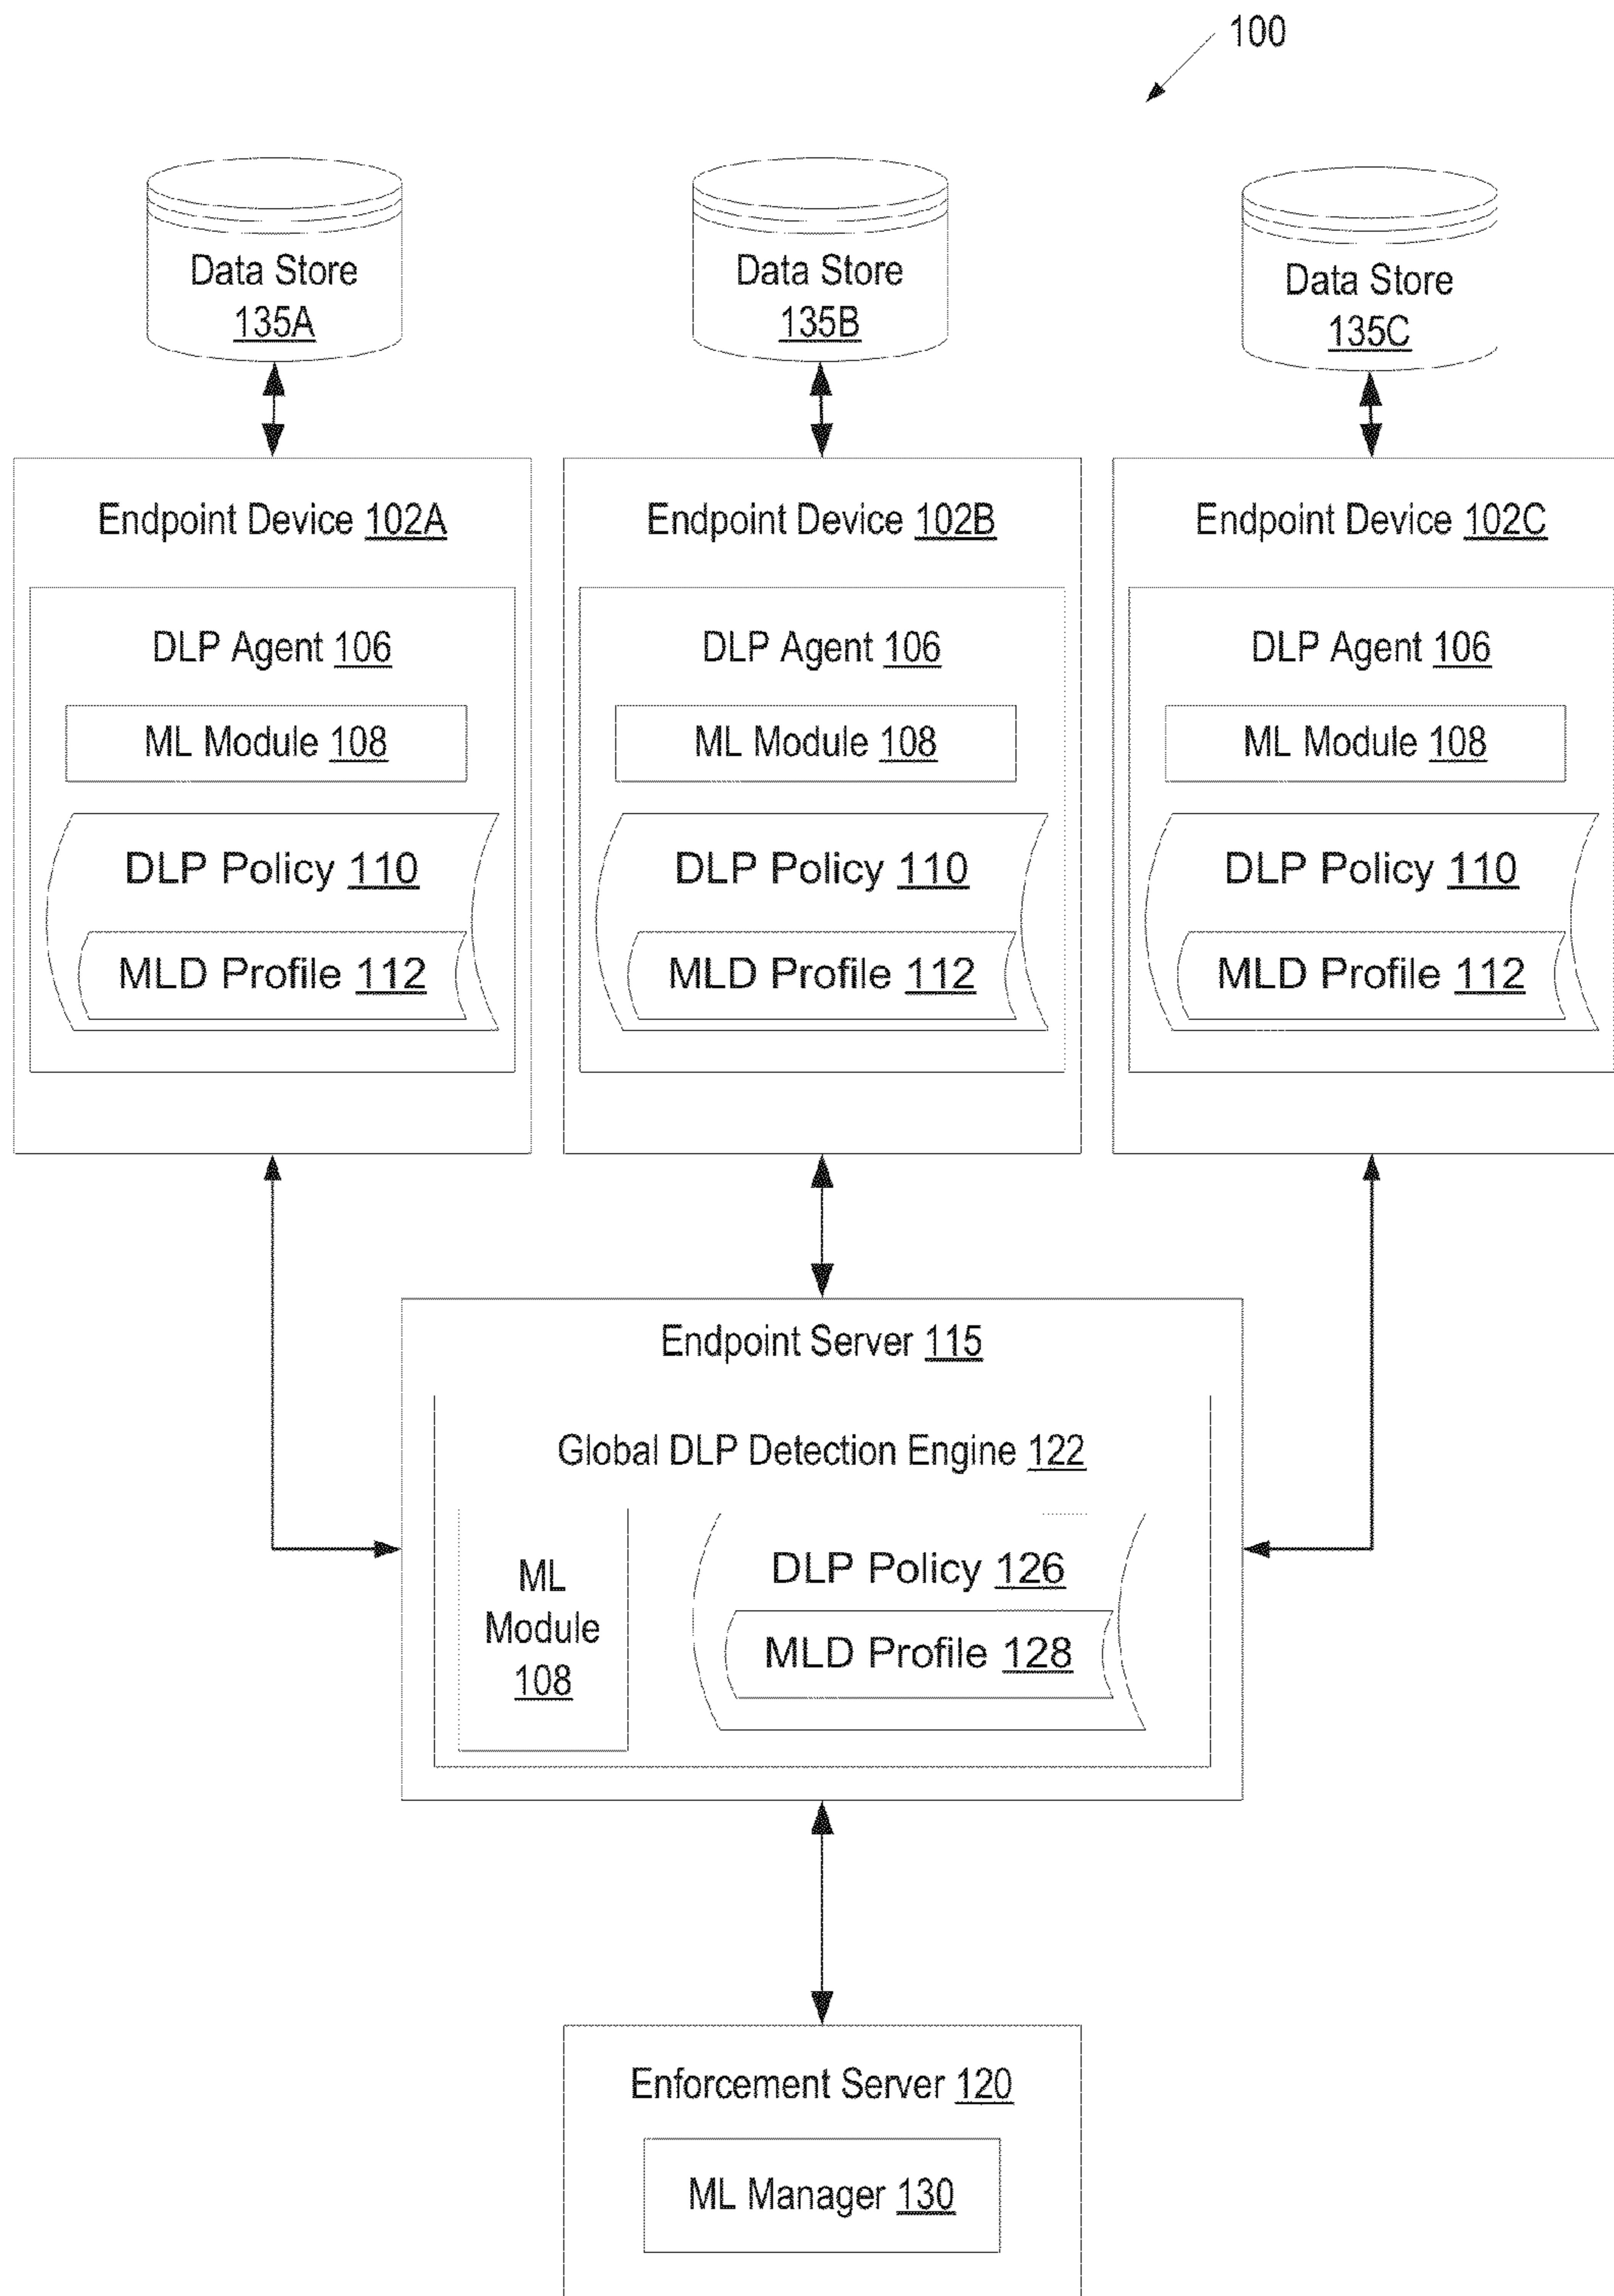 100
Data Store
135A
Data Store
135B
Data Store
135C
Endpoint Device 102A
DLP Agent 106
ML Module 108
DLP Policy 110
MLD Profile 112
Endpoint Device 102B
DLP Agent 106
ML Module 108
DLP Policy 110
MLD Profile 112
Endpoint Device 102C
DLP Agent 106
ML Module 108
DLP Policy 110
MLD Profile 112
Endpoint Server 115
Global DLP Detection Engine 122
ML
Module
108
DLP Policy 126
MLD Profile 128
Enforcement Server 120
ML Manager 130